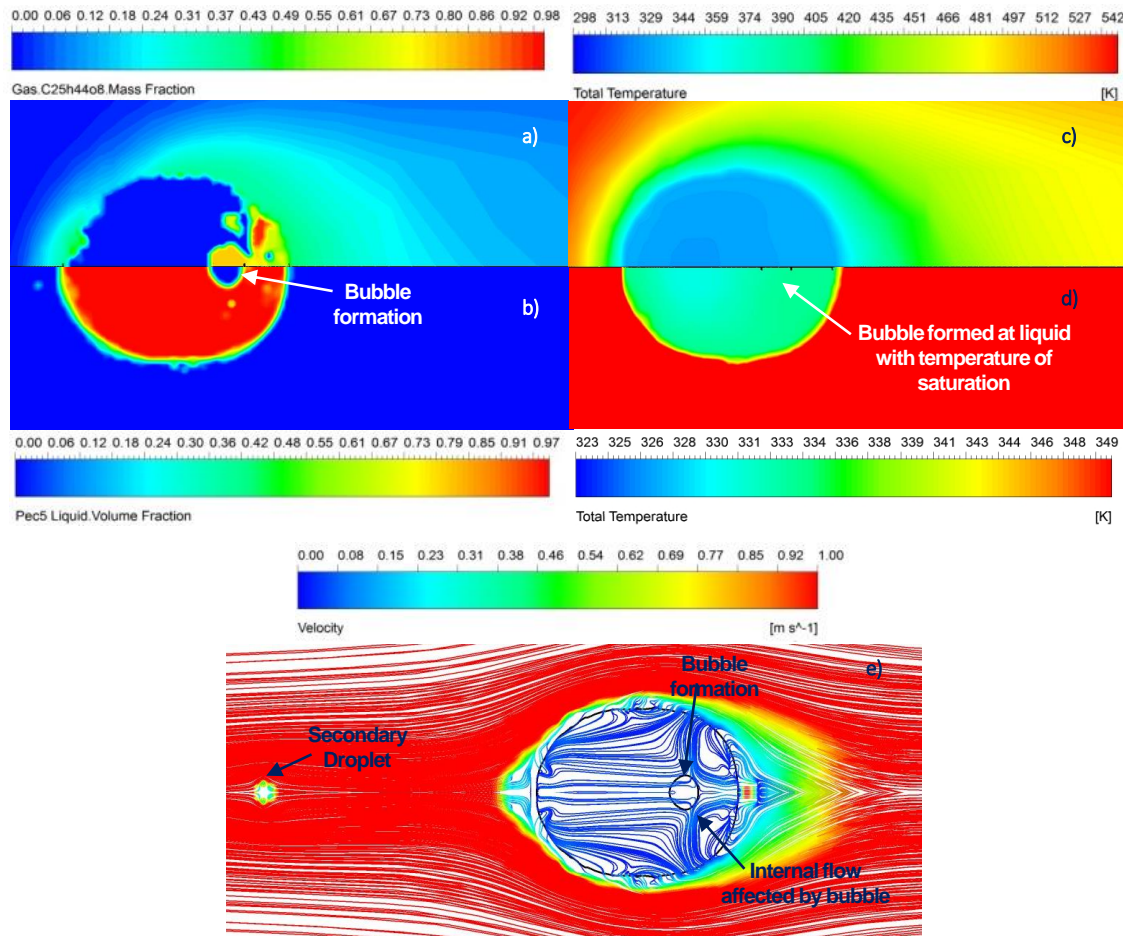 0.00 0.06 0.12 0.18 0.24 0.31 0.37 0.43 0.49 0.55 0.61 0.67 0.73 0.80 0.86 0.92 0.98
Gas.C25h44o8.Mass Fraction
298 313 329 344 359 374 390 405 420 435 451 466 481 497 512 527 542
Total Temperature [K]
a)
c)
Bubble
formation
b)
d)
Bubble formed at liquid
with temperature of
saturation
0.00 0.06 0.12 0.18 0.24 0.30 0.36 0.42 0.48 0.55 0.61 0.67 0.73 0.79 0.85 0.91 0.97
Pec5 Liquid.Volume Fraction
323 325 326 328 330 331 333 334 336 338 339 341 343 344 346 348 349
Total Temperature [K]
0.00 0.08 0.15 0.23 0.31 0.38 0.46 0.54 0.62 0.69 0.77 0.85 0.92 1.00
Velocity [m s^-1]
e)
Bubble
formation
Secondary
Droplet
Internal flow
affected by bubble